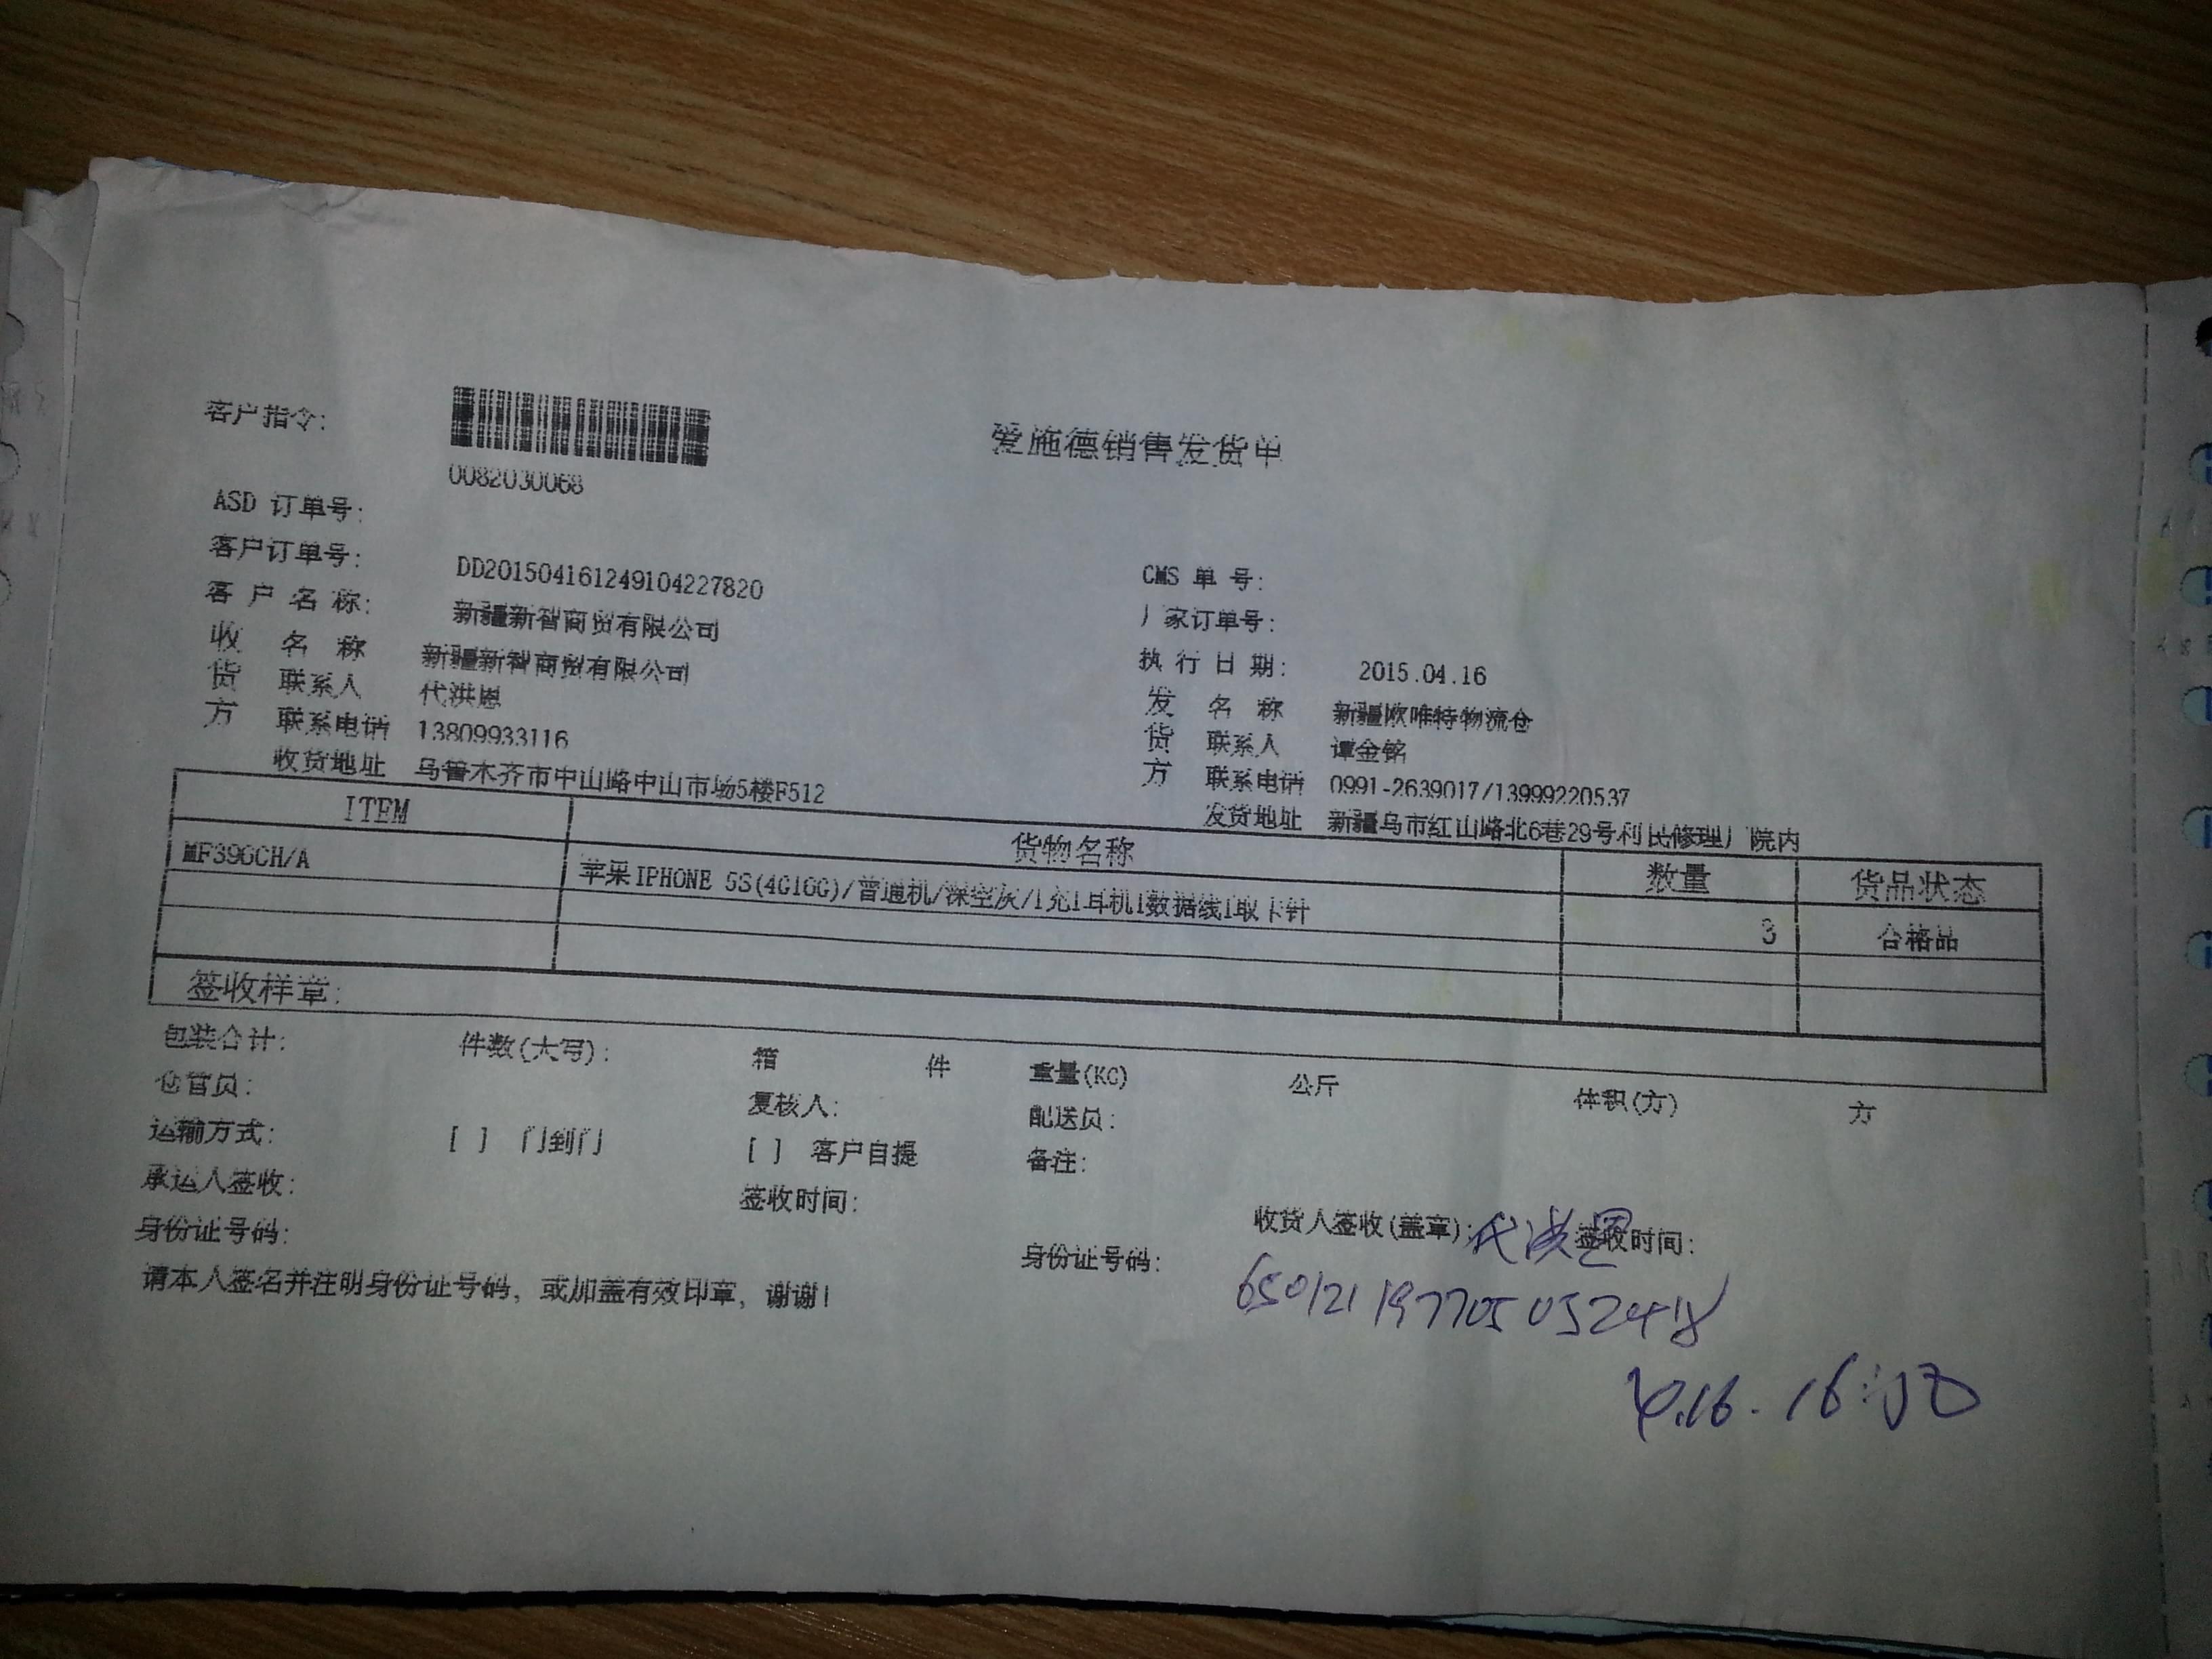 客户指令:
0082030068
爱施德销售发货单
ASD 订单号:
客户订单号: DD201504161249104227820
CMS 单 号:
客 户 名 称: 新疆新智商贸有限公司
厂家订单号:
收 名 称 新疆新智商贸有限公司
执 行 日 期: 2015.04.16
货 联系人 代洪恩
发 名 称 新疆欧唯特物流仓
方 联系电话 13809933116
货 联系人 谭金铭
收货地址 乌鲁木齐市中山路中山市场5楼F512
方 联系电话 0991-2639017/13999220537
发货地址 新疆乌市红山路北6巷29号利民修理厂院内
ITEM 货物名称 数量 货品状态
MF396CH/A 苹果IPHONE 5S(4G16G)/普通机/深空灰/1充1耳机1数据线1取卡针 3 合格品
签收样章:
包装合计: 件数(大写): 箱 件 重量(KG) 公斤 体积(方) 方
仓管员: 复核人: 配送员:
运输方式: [ ] 门到门 [ ] 客户自提 备注:
承运人签收: 签收时间: 收货人签收(盖章): 代洪恩 签收时间:
身份证号码: 身份证号码:
请本人签名并注明身份证号码, 或加盖有效印章, 谢谢!
4.16. 16:50